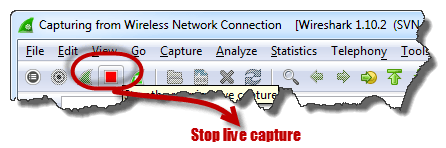 Capturing from Wireless Network Connection [Wireshark 1.10.2 (SVN
File Edit View Go Capture Analyze Statistics Telephony Tools
capture
Stop live capture